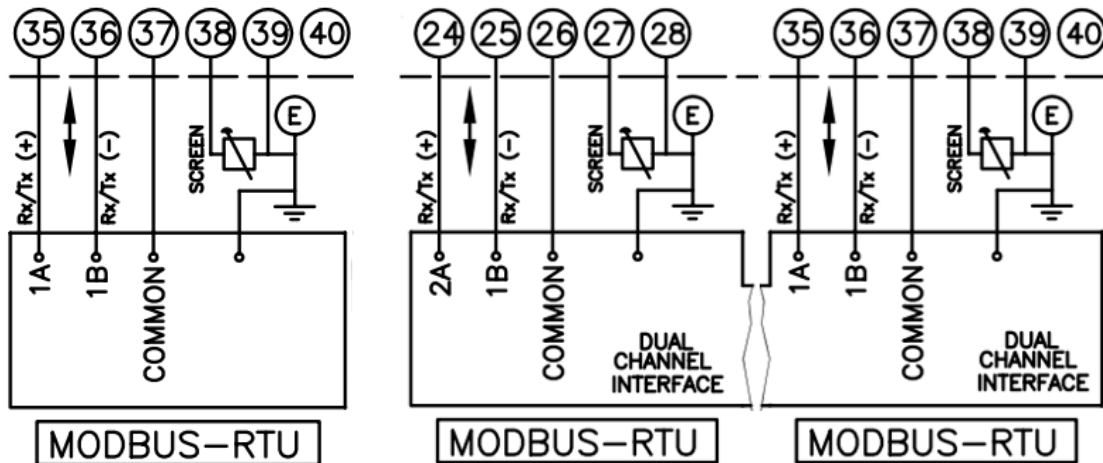 35 36 37 38 39 40
Rx/Tx (+)
Rx/Tx (-)
SCREEN
E
1A
1B
COMMON
MODBUS-RTU
24 25 26 27 28
Rx/Tx (+)
Rx/Tx (-)
SCREEN
E
2A
1B
COMMON
DUAL
CHANNEL
INTERFACE
MODBUS-RTU
35 36 37 38 39 40
Rx/Tx (+)
Rx/Tx (-)
SCREEN
E
1A
1B
COMMON
DUAL
CHANNEL
INTERFACE
MODBUS-RTU